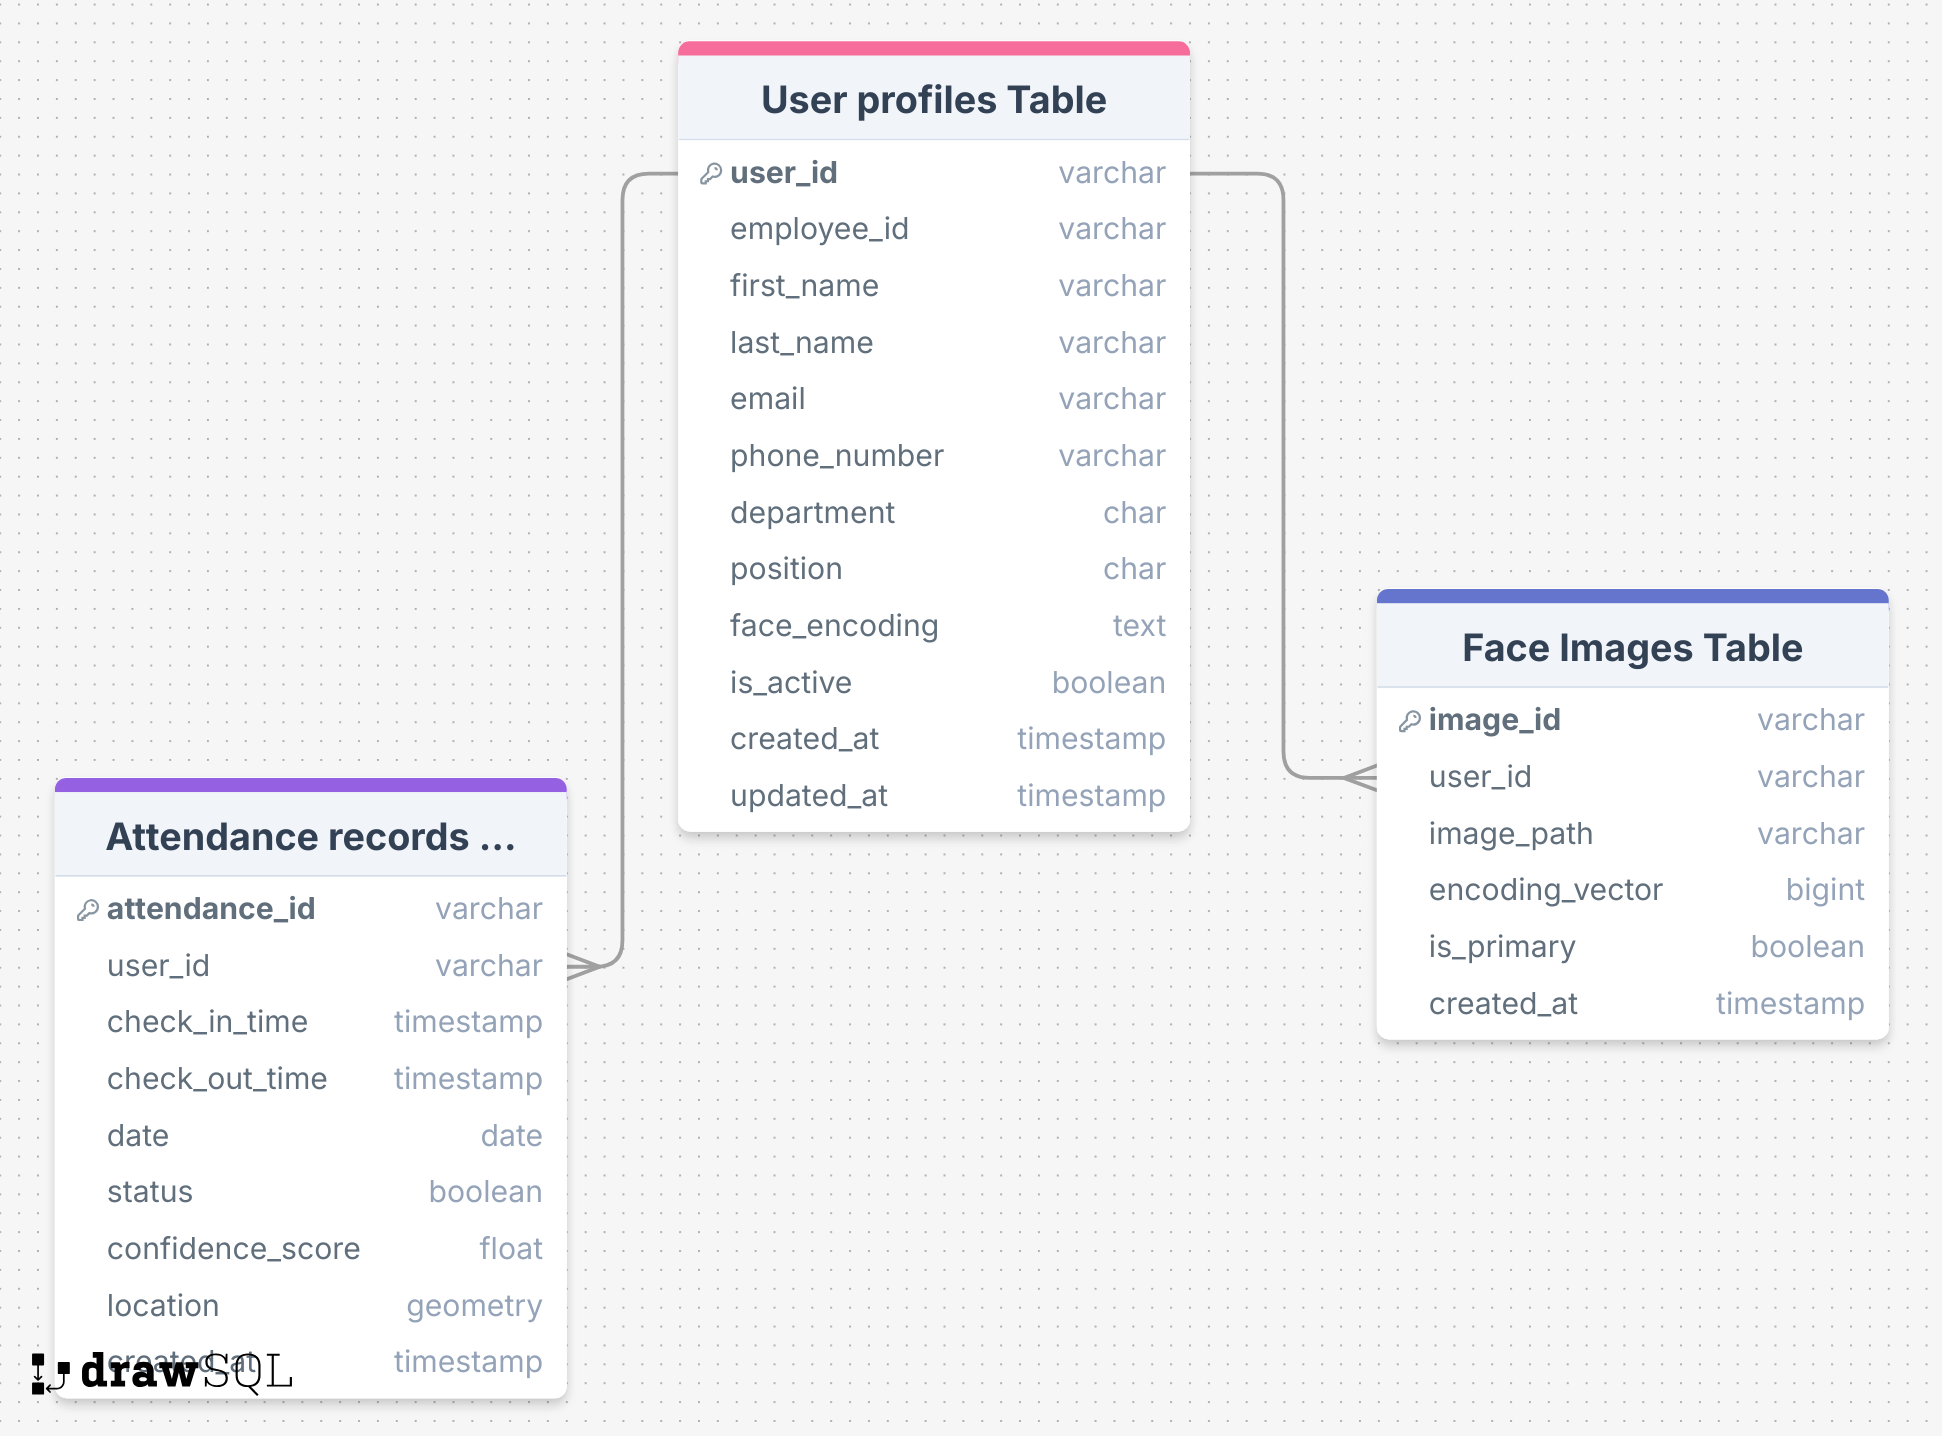 User profiles Table
user_id varchar
employee_id varchar
first_name varchar
last_name varchar
email varchar
phone_number varchar
department char
position char
face_encoding text
is_active boolean
created_at timestamp
updated_at timestamp
Face Images Table
image_id varchar
user_id varchar
image_path varchar
encoding_vector bigint
is_primary boolean
created_at timestamp
Attendance records ...
attendance_id varchar
user_id varchar
check_in_time timestamp
check_out_time timestamp
date date
status boolean
confidence_score float
location geometry
created_at timestamp
drawSQL